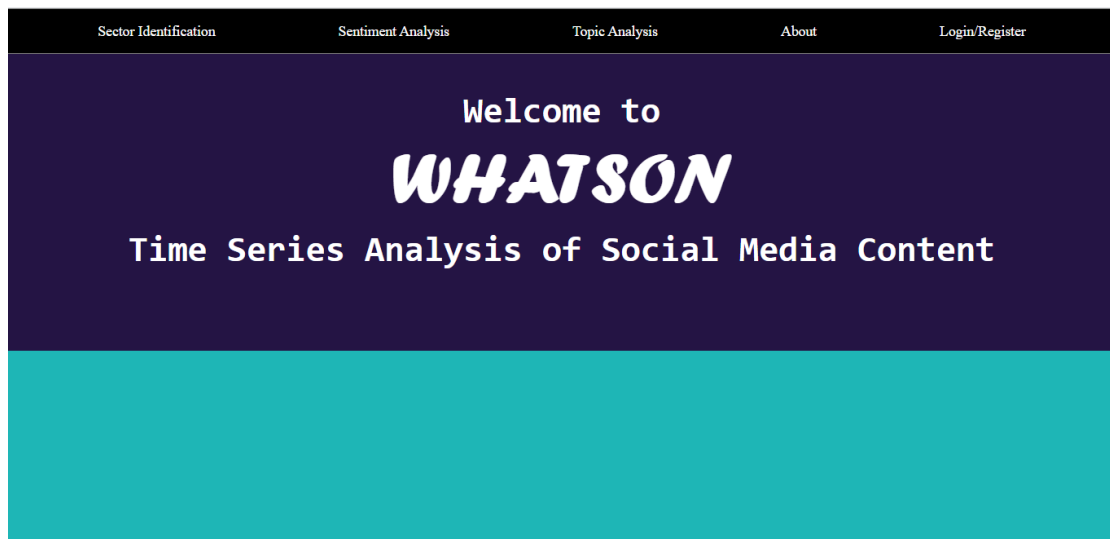 Sector Identification Sentiment Analysis Topic Analysis About Login/Register
Welcome to
WHATSON
Time Series Analysis of Social Media Content